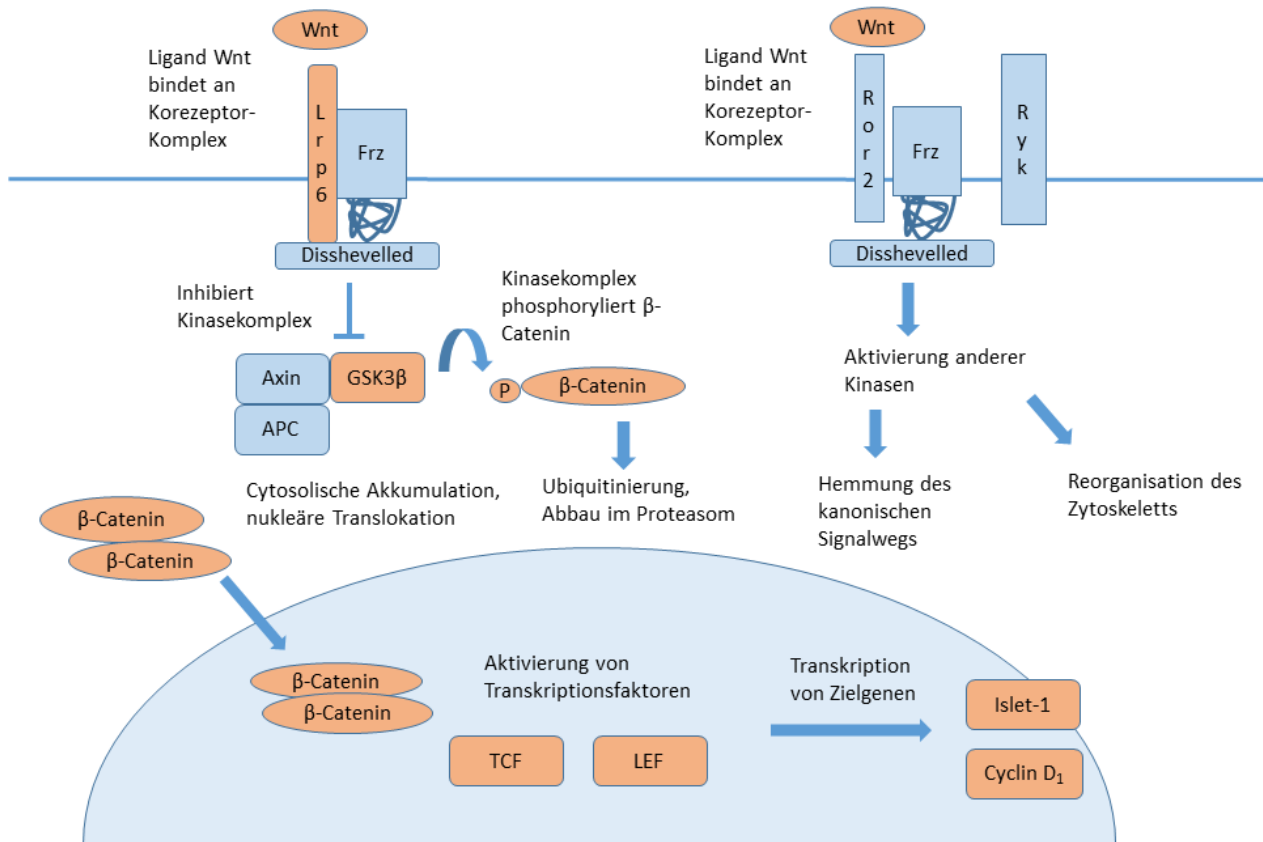 Wnt
Ligand Wnt
bindet an
Korezeptor-
Komplex
Lrp6
Frz
Disshevelled
Inhibiert
Kinasekomplex
Axin
GSK3β
APC
Kinasekomplex
phosphoryliert β-
Catenin
P
β-Catenin
Ubiquitinierung,
Abbau im Proteasom
Cytosolische Akkumulation,
nukleäre Translokation
β-Catenin
β-Catenin
Wnt
Ligand Wnt
bindet an
Korezeptor-
Komplex
Ror2
Frz
Ryk
Disshevelled
Aktivierung anderer
Kinasen
Hemmung des
kanonischen
Signalwegs
Reorganisation des
Zytoskeletts
β-Catenin
β-Catenin
Aktivierung von
Transkriptionsfaktoren
TCF
LEF
Transkription
von Zielgenen
Islet-1
Cyclin D₁